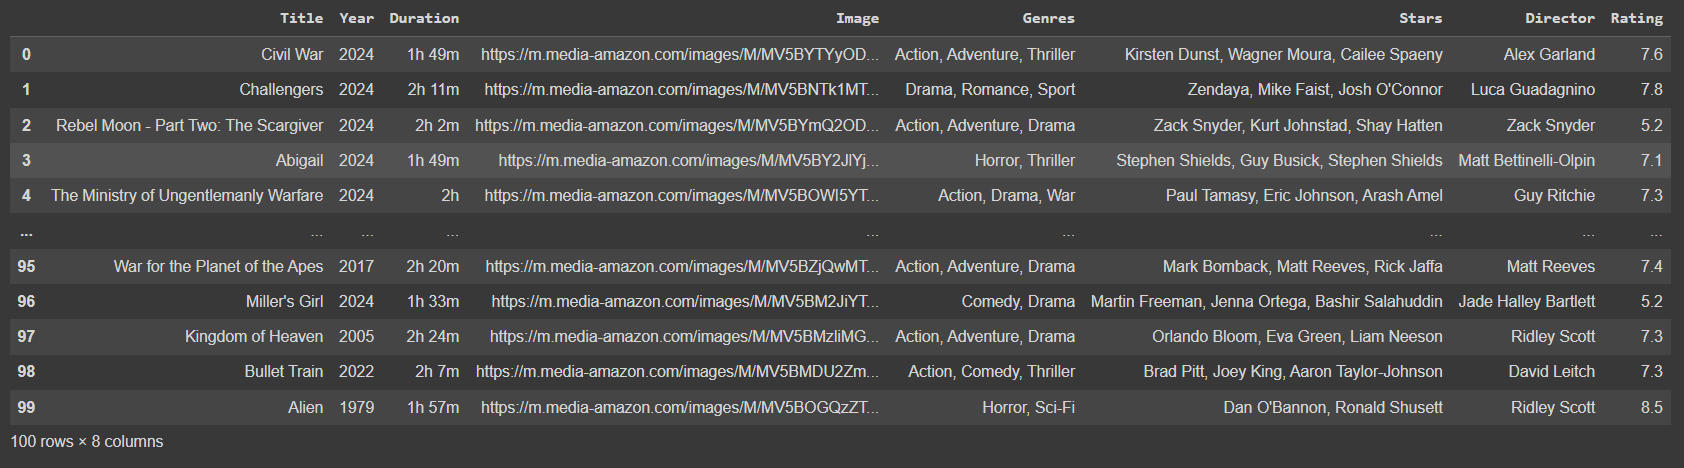 Title Year Duration Image Genres Stars Director Rating
0 Civil War 2024 1h 49m https://m.media-amazon.com/images/M/MV5BYTYyOD... Action, Adventure, Thriller Kirsten Dunst, Wagner Moura, Cailee Spaeny Alex Garland 7.6
1 Challengers 2024 2h 11m https://m.media-amazon.com/images/M/MV5BNTk1MT... Drama, Romance, Sport Zendaya, Mike Faist, Josh O'Connor Luca Guadagnino 7.8
2 Rebel Moon - Part Two: The Scargiver 2024 2h 2m https://m.media-amazon.com/images/M/MV5BYmQ2OD... Action, Adventure, Drama Zack Snyder, Kurt Johnstad, Shay Hatten Zack Snyder 5.2
3 Abigail 2024 1h 49m https://m.media-amazon.com/images/M/MV5BY2JlYj... Horror, Thriller Stephen Shields, Guy Busick, Stephen Shields Matt Bettinelli-Olpin 7.1
4 The Ministry of Ungentlemanly Warfare 2024 2h https://m.media-amazon.com/images/M/MV5BOWI5YT... Action, Drama, War Paul Tamasy, Eric Johnson, Arash Amel Guy Ritchie 7.3
... ... ... ... ... ... ... ... ...
95 War for the Planet of the Apes 2017 2h 20m https://m.media-amazon.com/images/M/MV5BZjQwMT... Action, Adventure, Drama Mark Bomback, Matt Reeves, Rick Jaffa Matt Reeves 7.4
96 Miller's Girl 2024 1h 33m https://m.media-amazon.com/images/M/MV5BM2JiYT... Comedy, Drama Martin Freeman, Jenna Ortega, Bashir Salahuddin Jade Halley Bartlett 5.2
97 Kingdom of Heaven 2005 2h 24m https://m.media-amazon.com/images/M/MV5BMzliMG... Action, Adventure, Drama Orlando Bloom, Eva Green, Liam Neeson Ridley Scott 7.3
98 Bullet Train 2022 2h 7m https://m.media-amazon.com/images/M/MV5BMDU2Zm... Action, Comedy, Thriller Brad Pitt, Joey King, Aaron Taylor-Johnson David Leitch 7.3
99 Alien 1979 1h 57m https://m.media-amazon.com/images/M/MV5BOGQzZT... Horror, Sci-Fi Dan O'Bannon, Ronald Shusett Ridley Scott 8.5
100 rows × 8 columns